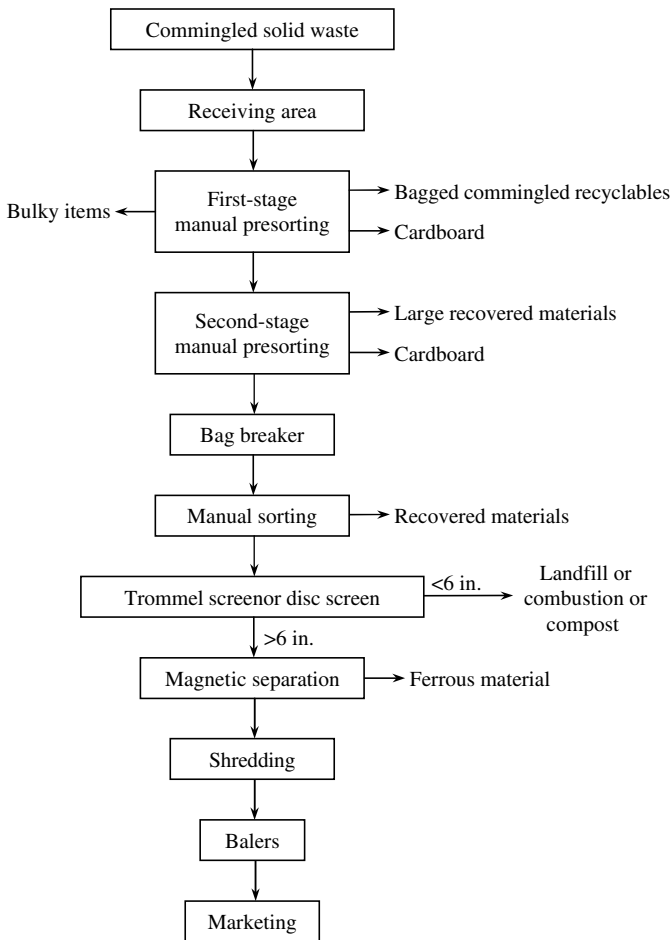 Commingled solid waste
Receiving area
Bulky items
First-stage
manual presorting
Bagged commingled recyclables
Cardboard
Second-stage
manual presorting
Large recovered materials
Cardboard
Bag breaker
Manual sorting
Recovered materials
Trommel screenor disc screen
<6 in.
Landfill or
combustion or
compost
>6 in.
Magnetic separation
Ferrous material
Shredding
Balers
Marketing